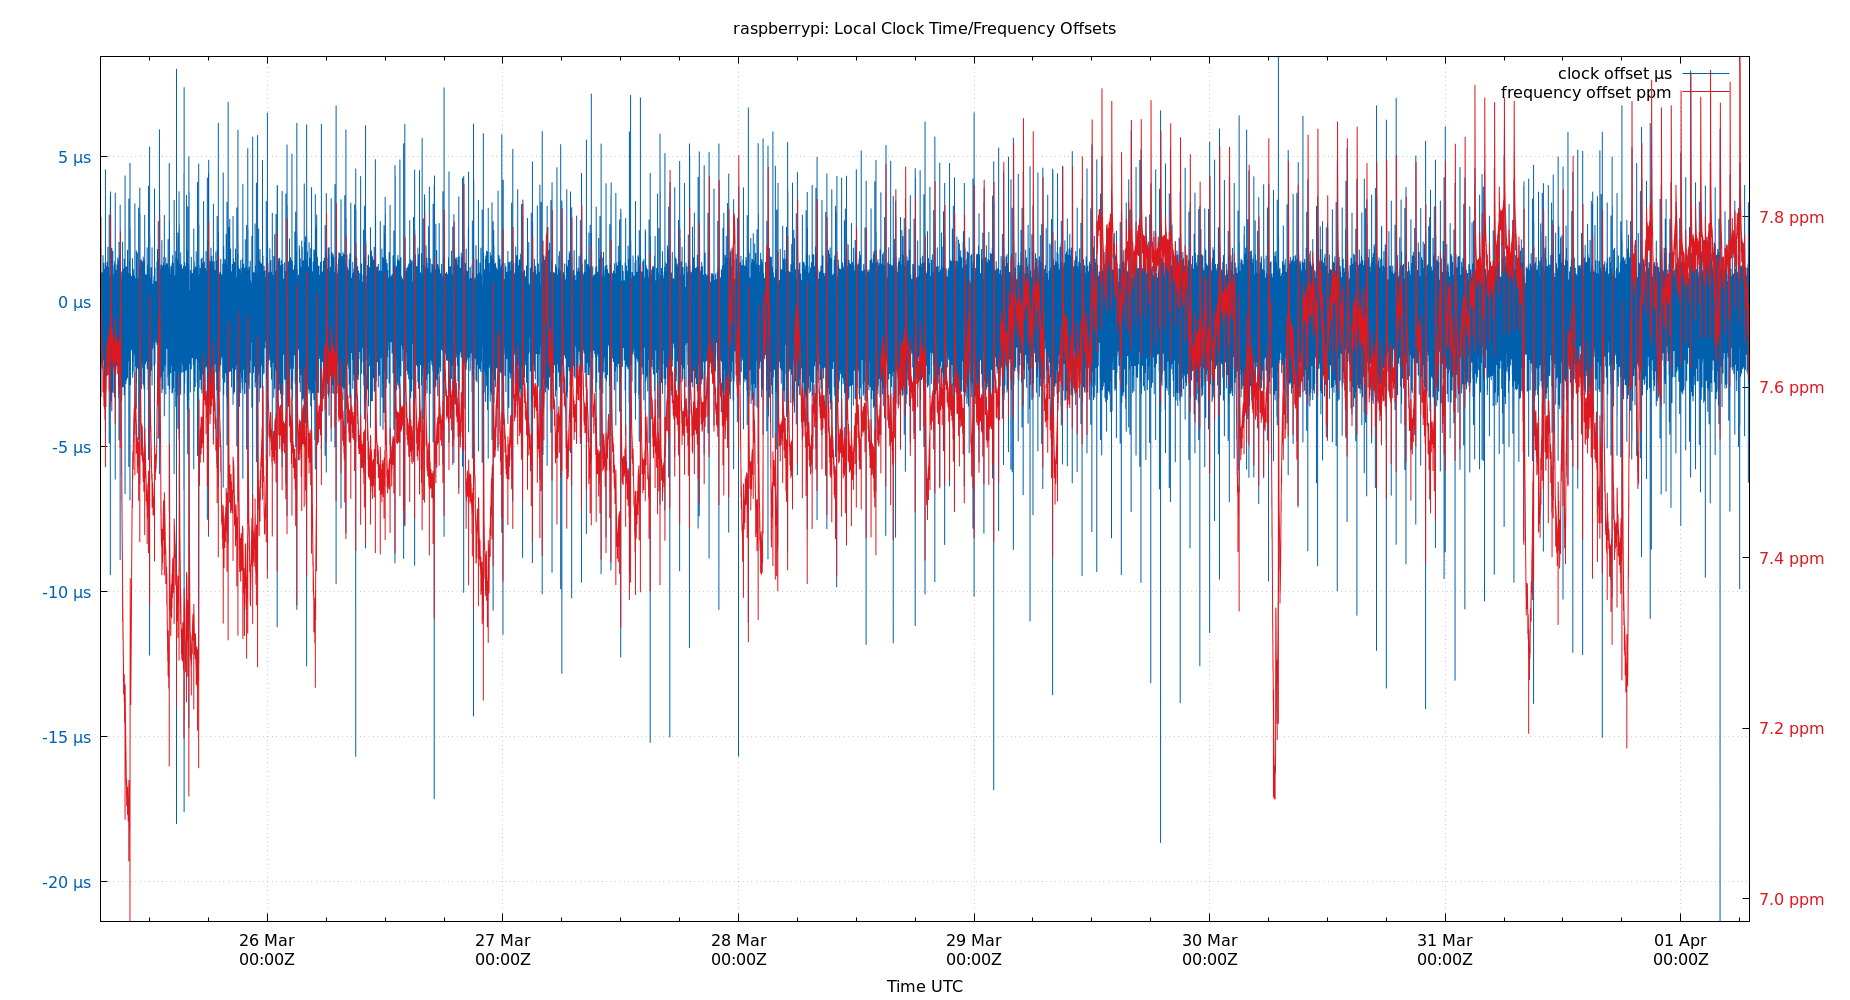 raspberrypi: Local Clock Time/Frequency Offsets
clock offset µs
frequency offset ppm
5 µs
0 µs
-5 µs
-10 µs
-15 µs
-20 µs
7.8 ppm
7.6 ppm
7.4 ppm
7.2 ppm
7.0 ppm
26 Mar 27 Mar 28 Mar 29 Mar 30 Mar 31 Mar 01 Apr
00:00Z 00:00Z 00:00Z 00:00Z 00:00Z 00:00Z 00:00Z
Time UTC